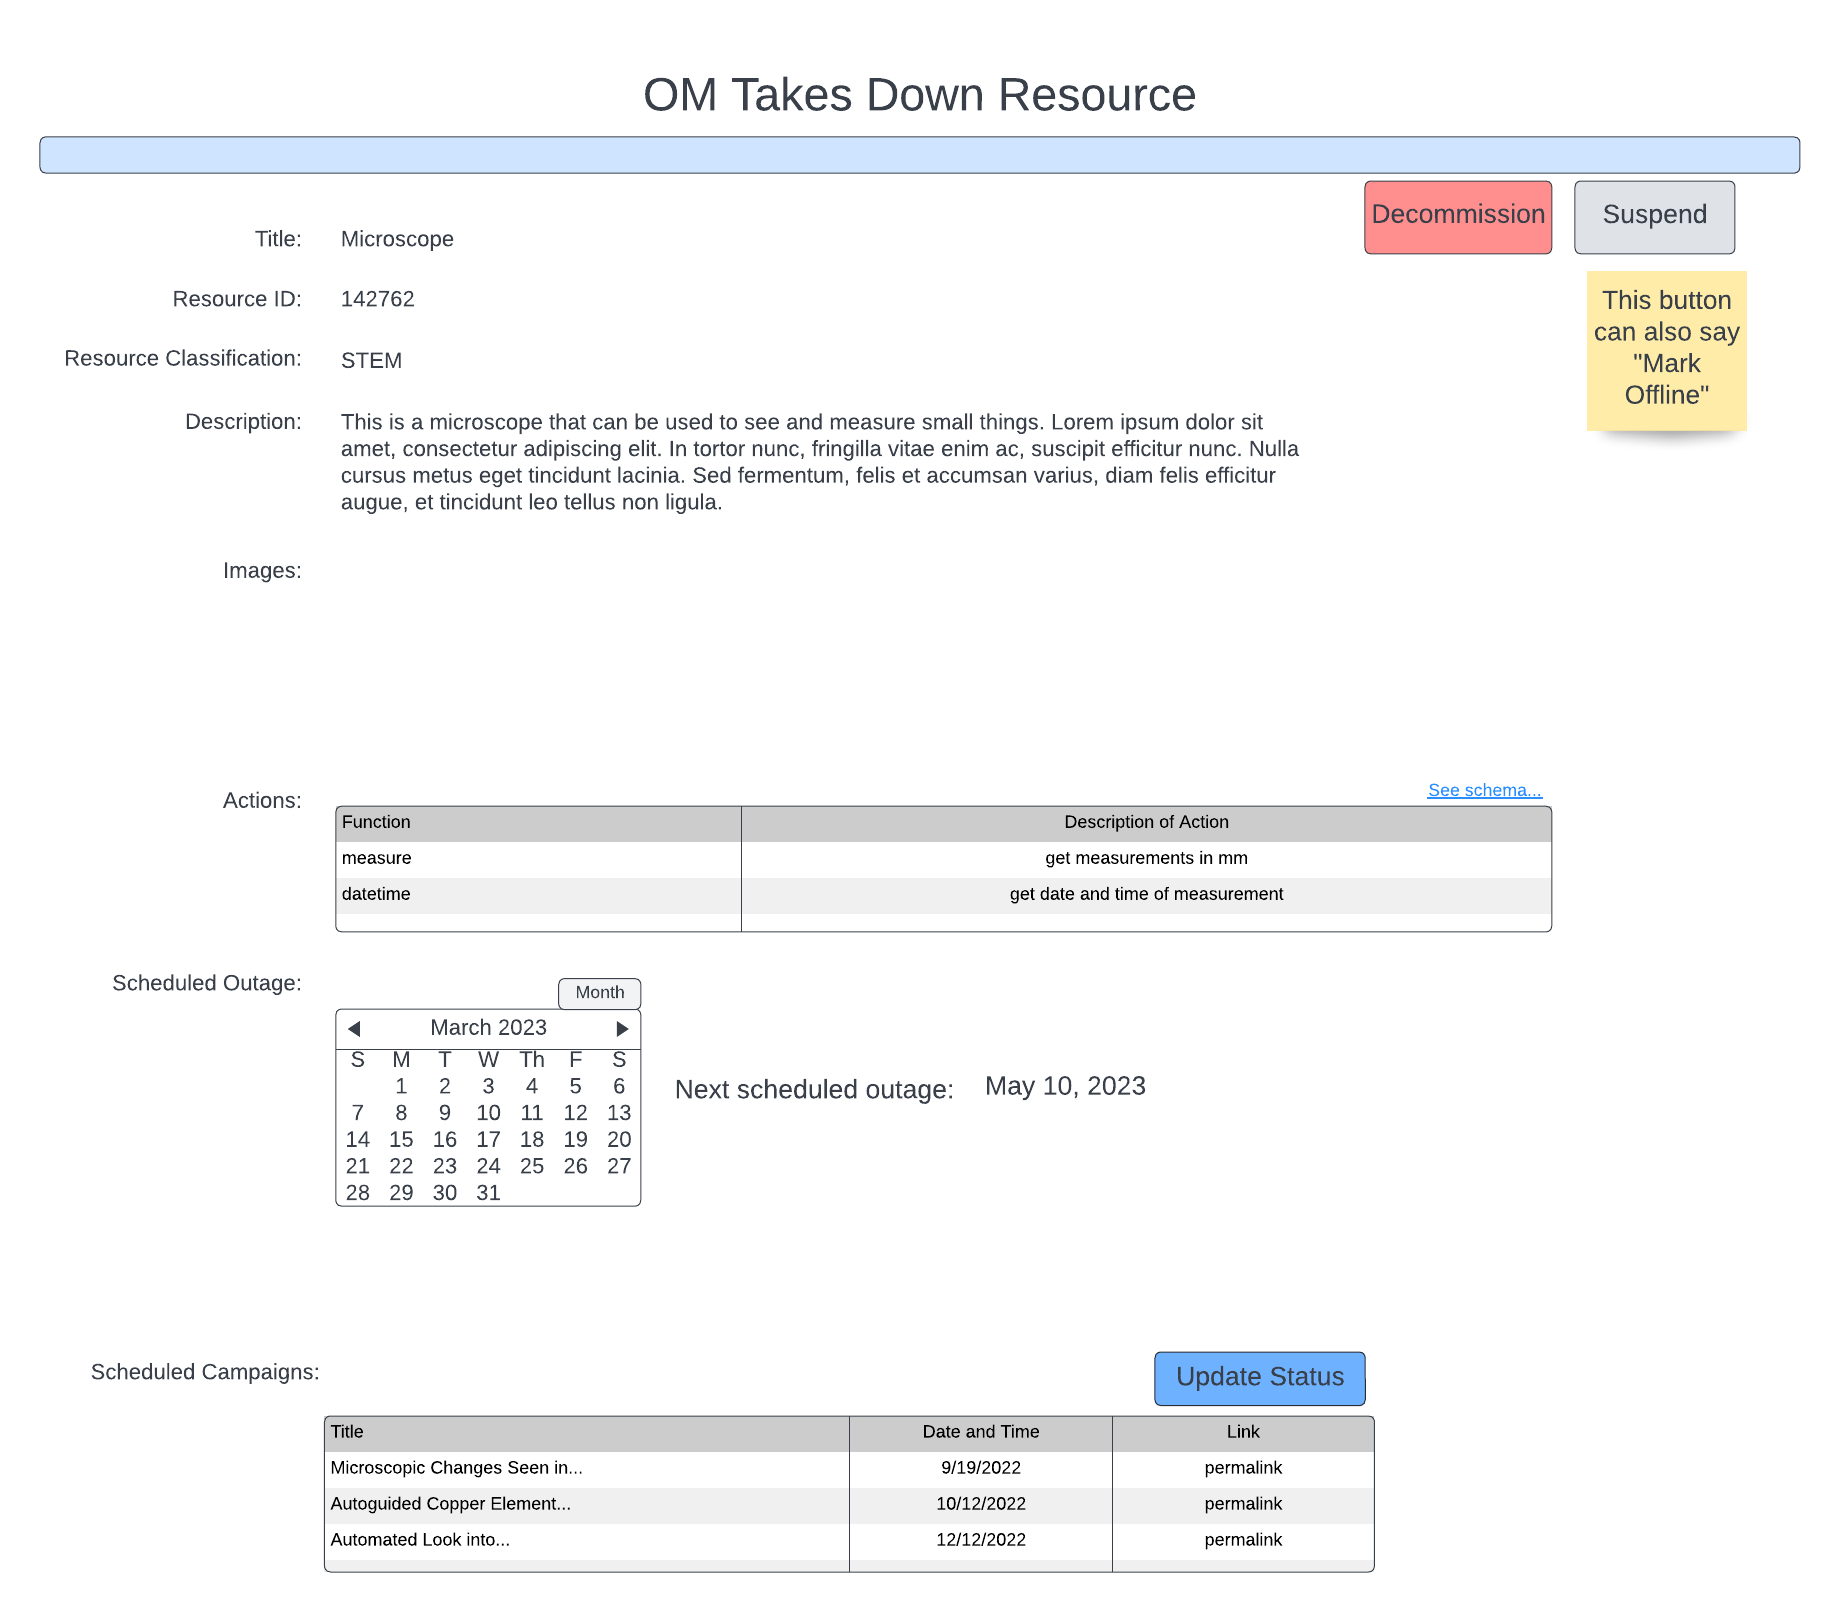 OM Takes Down Resource
Decommission
Suspend
Title: Microscope
Resource ID: 142762
This button
can also say
"Mark
Offline"
Resource Classification: STEM
Description: This is a microscope that can be used to see and measure small things. Lorem ipsum dolor sit
amet, consectetur adipiscing elit. In tortor nunc, fringilla vitae enim ac, suscipit efficitur nunc. Nulla
cursus metus eget tincidunt lacinia. Sed fermentum, felis et accumsan varius, diam felis efficitur
augue, et tincidunt leo tellus non ligula.
Images:
See schema...
Actions:
Function Description of Action
measure get measurements in mm
datetime get date and time of measurement
Scheduled Outage:
Month
March 2023
S M T W Th F S
1 2 3 4 5 6
7 8 9 10 11 12 13
14 15 16 17 18 19 20
21 22 23 24 25 26 27
28 29 30 31
Next scheduled outage: May 10, 2023
Scheduled Campaigns:
Update Status
Title Date and Time Link
Microscopic Changes Seen in... 9/19/2022 permalink
Autoguided Copper Element... 10/12/2022 permalink
Automated Look into... 12/12/2022 permalink